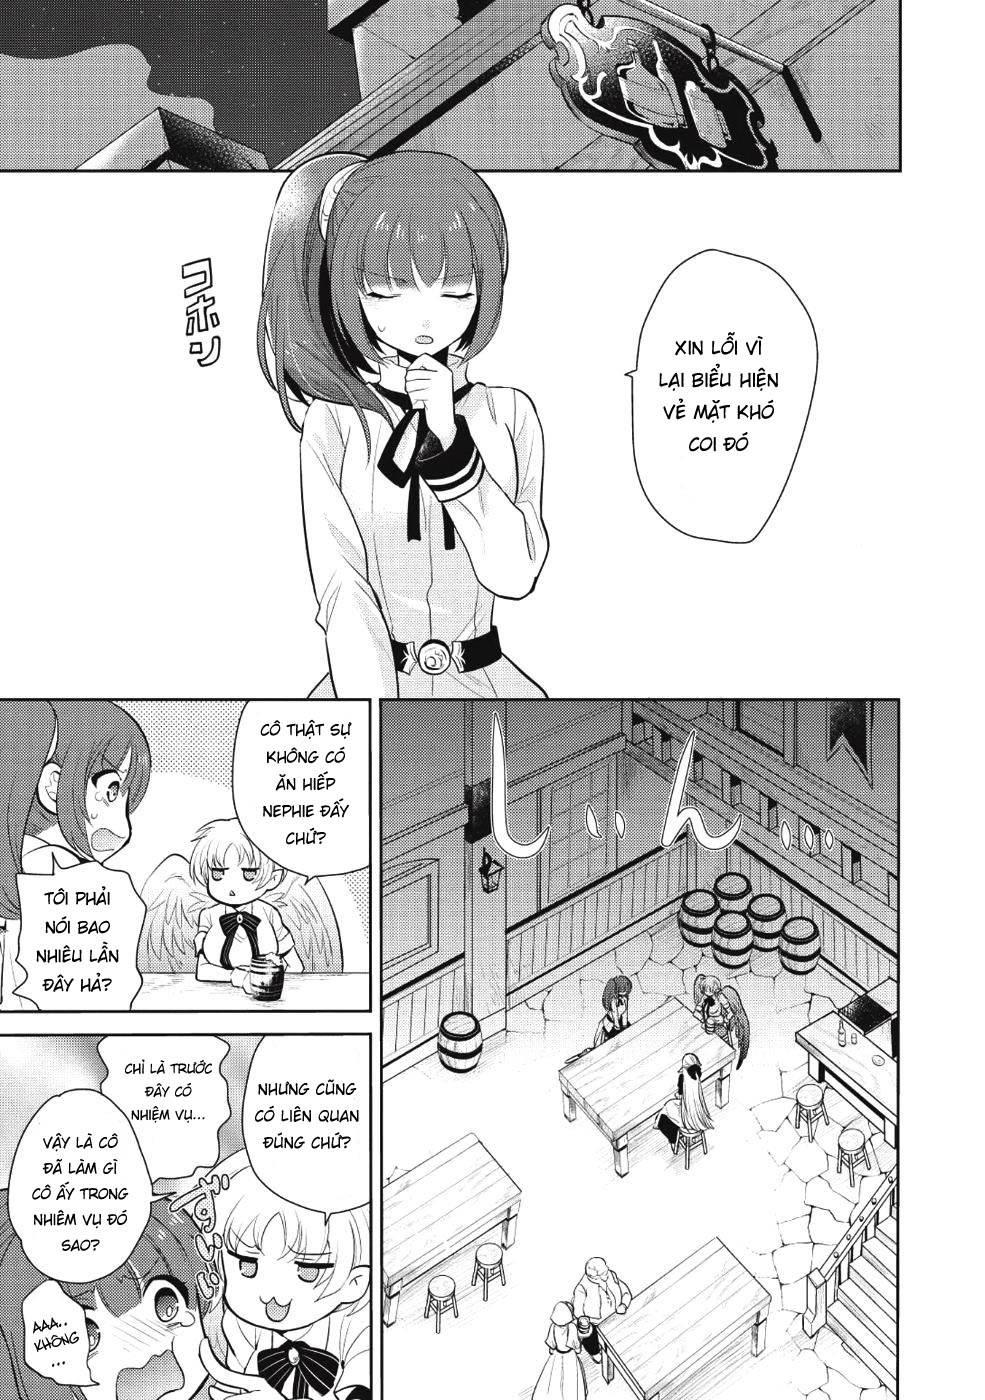 XIN LỖI VÌ
LẠI BIỂU HIỆN
VẺ MẶT KHÓ
COI ĐÓ
コホン
しぃん…
CÔ THẬT SỰ
KHÔNG CÓ
ĂN HIẾP
NEPHIE ĐẤY
CHỨ?
TÔI PHẢI
NÓI BAO
NHIÊU LẦN
ĐÂY HẢ?
NHƯNG CŨNG
CÓ LIÊN QUAN
ĐÚNG CHỨ?
CHỈ LÀ TRƯỚC
ĐÂY CÓ
NHIỆM VỤ...
VẬY LÀ CÔ
ĐÃ LÀM GÌ
CÔ ẤY TRONG
NHIỆM VỤ ĐÓ
SAO?
ずいっ
AAA..
KHÔNG
...